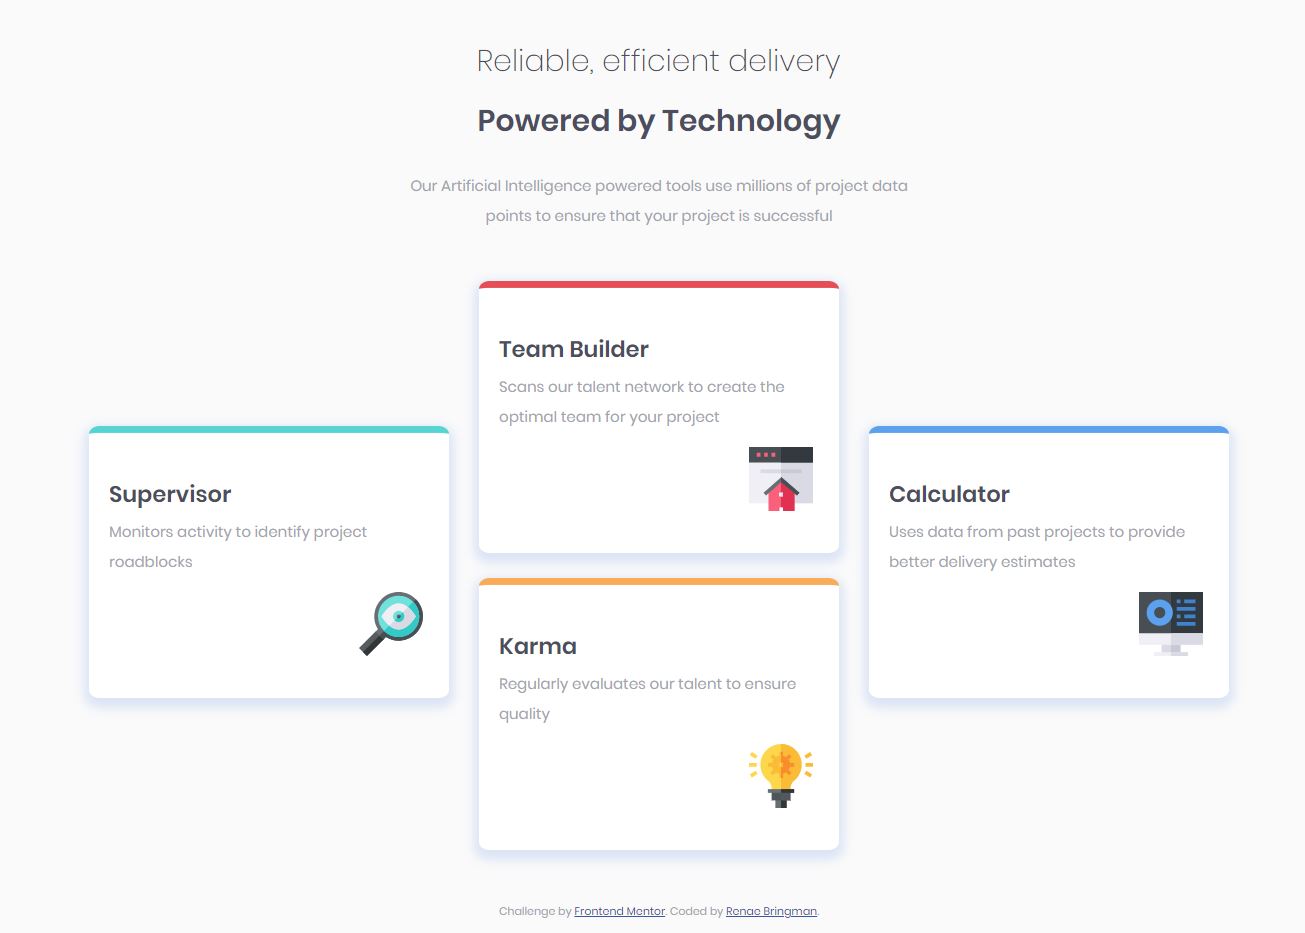 Reliable, efficient delivery
Powered by Technology
Our Artificial Intelligence powered tools use millions of project data
points to ensure that your project is successful
Supervisor
Monitors activity to identify project
roadblocks
Team Builder
Scans our talent network to create the
optimal team for your project
Karma
Regularly evaluates our talent to ensure
quality
Calculator
Uses data from past projects to provide
better delivery estimates
Challenge by Frontend Mentor. Coded by Renae Bringman.